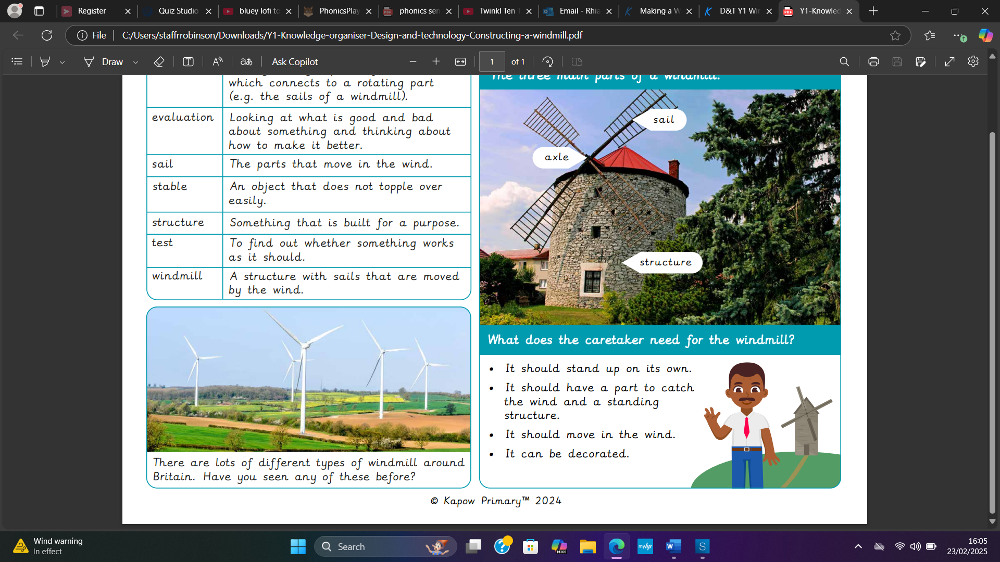 Register
Quiz Studio
bluey lofi to
PhonicsPlay
phonics sen
Twinkl Ten T
Email - Rhia
Making a W
D&T Y1 Wir
Y1-Knowled
File
C:/Users/staffrrobinson/Downloads/Y1-Knowledge-organiser-Design-and-technology-Constructing-a-windmill.pdf
Draw
Ask Copilot
1
of 1
which connects to a rotating part
(e.g. the sails of a windmill).
evaluation
Looking at what is good and bad
about something and thinking about
how to make it better.
sail
The parts that move in the wind.
stable
An object that does not topple over
easily.
structure
Something that is built for a purpose.
test
To find out whether something works
as it should.
windmill
A structure with sails that are moved
by the wind.
There are lots of different types of windmill around
Britain. Have you seen any of these before?
The three main parts of a windmill:
sail
axle
structure
What does the caretaker need for the windmill?
• It should stand up on its own.
• It should have a part to catch
the wind and a standing
structure.
• It should move in the wind.
• It can be decorated.
© Kapow Primary™ 2024
Wind warning
In effect
Search
M365
myhp
W
S
16:05
23/02/2025